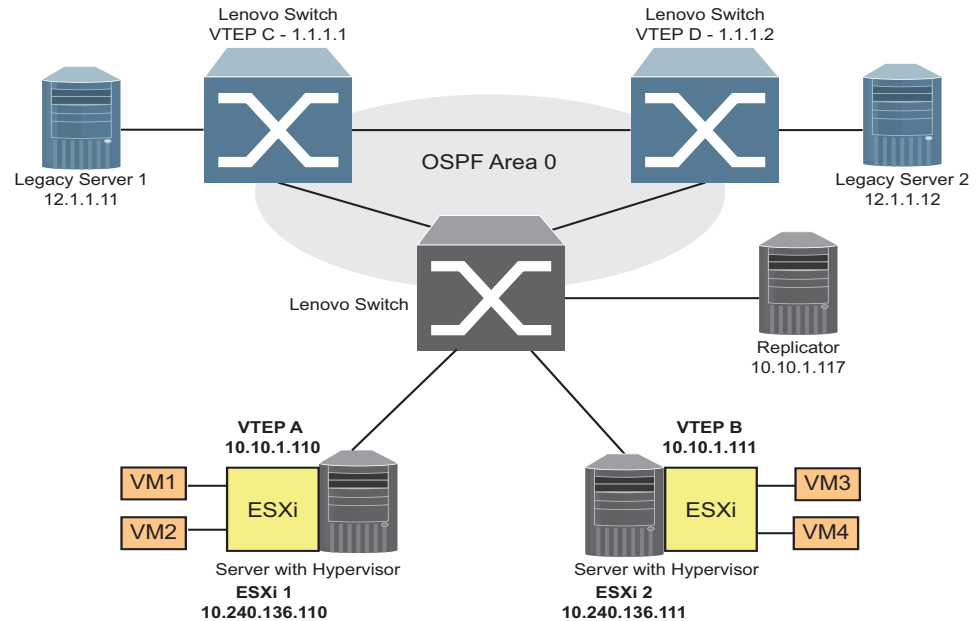 Lenovo Switch
VTEP C - 1.1.1.1
Lenovo Switch
VTEP D - 1.1.1.2
OSPF Area 0
Legacy Server 1
12.1.1.11
Legacy Server 2
12.1.1.12
Lenovo Switch
Replicator
10.10.1.117
VTEP A
10.10.1.110
VTEP B
10.10.1.111
VM1
VM2
ESXi
ESXi
VM3
VM4
Server with Hypervisor
ESXi 1
10.240.136.110
Server with Hypervisor
ESXi 2
10.240.136.111